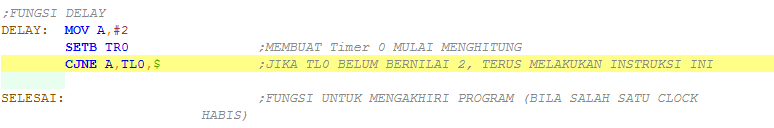 ;FUNGSI DELAY
DELAY: MOV A,#2
SETB TR0 ;MEMBUAT Timer 0 MULAI MENGHITUNG
CJNE A,TL0,$ ;JIKA TL0 BELUM BERNILAI 2, TERUS MELAKUKAN INSTRUKSI INI
SELESAI: ;FUNGSI UNTUK MENGAKHIRI PROGRAM (BILA SALAH SATU CLOCK
HABIS)